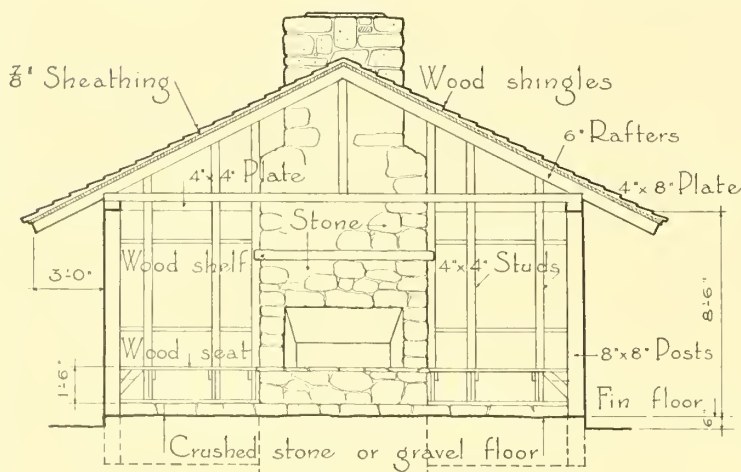 ⅞" Sheathing
Wood shingles
6" Rafters
4"x 4" Plate
4"x 8" Plate
Stone
Wood shelf
4"x 4" Studs
3'-0"
8'-6"
Wood seat
8"x 8" Posts
1'-6"
Fin floor
6"
Crushed stone or gravel floor